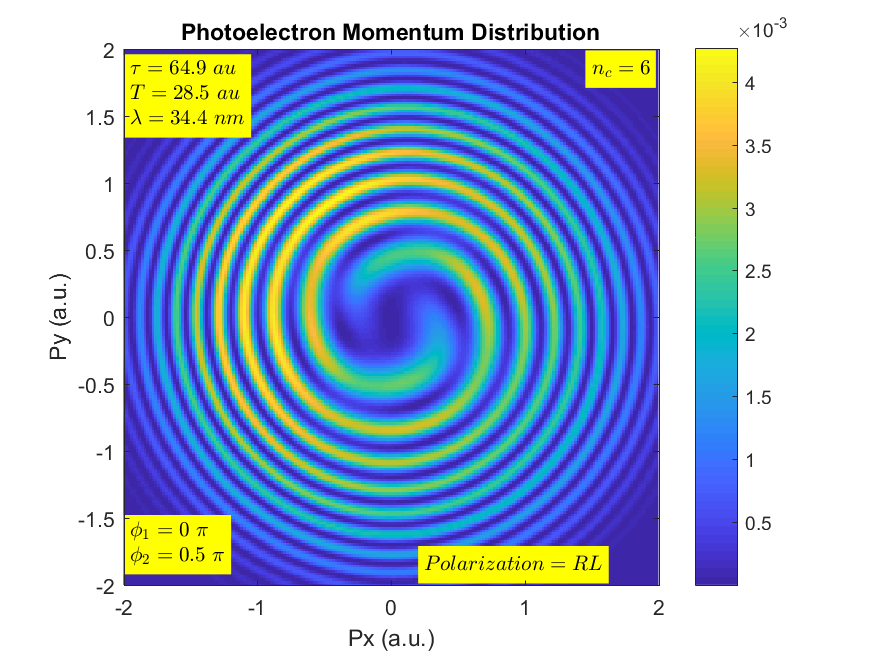 Photoelectron Momentum Distribution
×10⁻³
τ = 64.9 au
T = 28.5 au
λ = 34.4 nm
n_c = 6
ϕ₁ = 0 π
ϕ₂ = 0.5 π
Polarization = RL
2
1.5
1
0.5
0
-0.5
-1
-1.5
-2
Py (a.u.)
-2
-1
0
1
2
Px (a.u.)
4
3.5
3
2.5
2
1.5
1
0.5